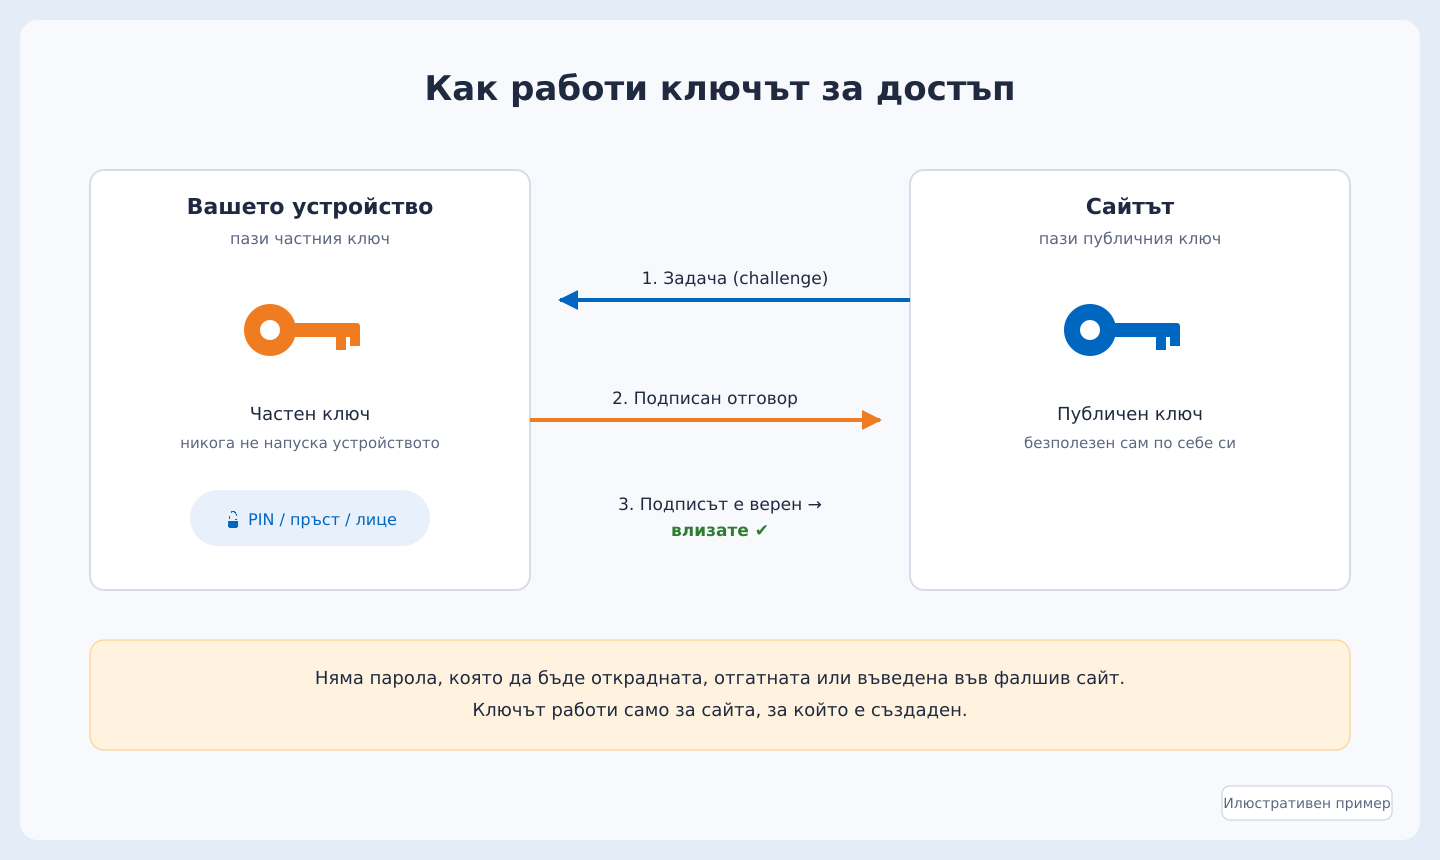 Как работи ключът за достъп
Вашето устройство
пази частния ключ
Частен ключ
никога не напуска устройството
PIN / пръст / лице
1. Задача (challenge)
2. Подписан отговор
3. Подписът е верен →
влизате ✔
Сайтът
пази публичния ключ
Публичен ключ
безполезен сам по себе си
Няма парола, която да бъде открадната, отгатната или въведена във фалшив сайт.
Ключът работи само за сайта, за който е създаден.
Илюстративен пример